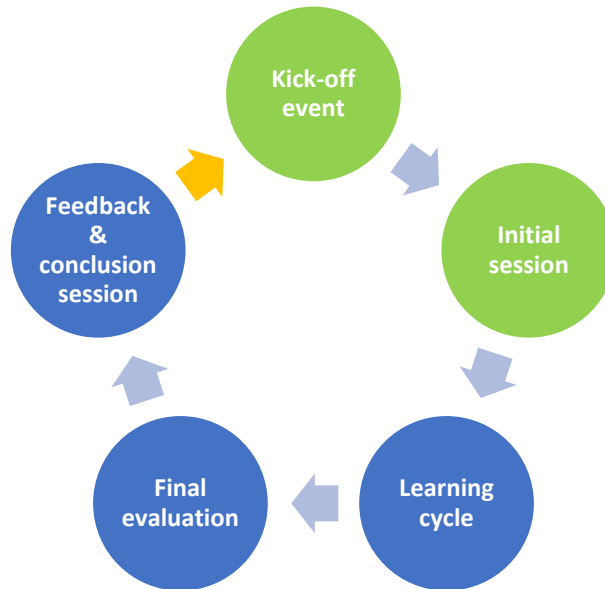 Kick-off
event
Initial
session
Learning
cycle
Final
evaluation
Feedback
&
conclusion
session